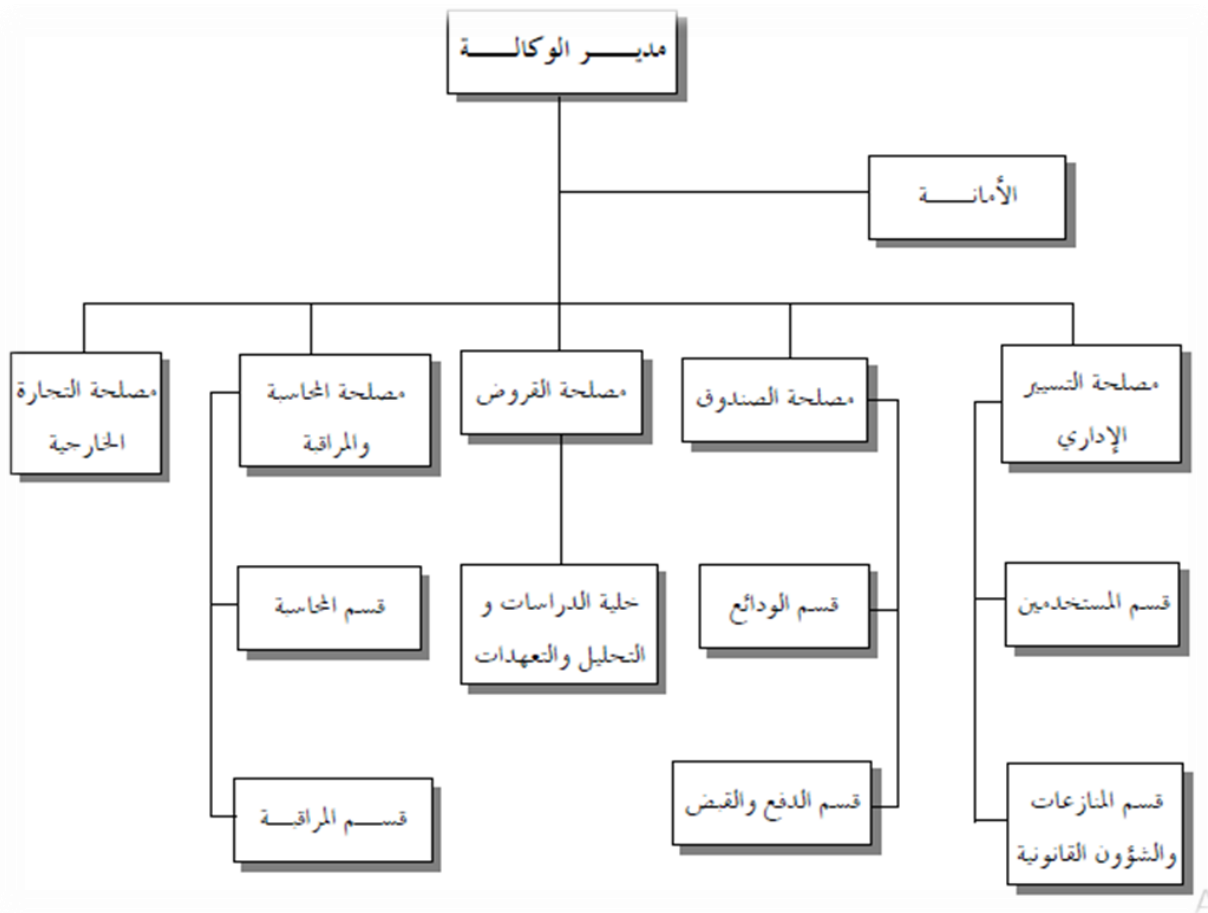 مديـــــر الوكالـــــة
الأمانـــــة
مصلحة التسيير
الإداري
مصلحة الصندوق
مصلحة القروض
مصلحة المحاسبة
والمراقبة
مصلحة التجارة
الخارجية
قسم المستخدمين
قسم الودائع
خلية الدراسات و
التحليل والتعهدات
قسم المحاسبة
قسم المنازعات
والشؤون القانونية
قسم الدفع والقبض
قســـم المراقبـــة